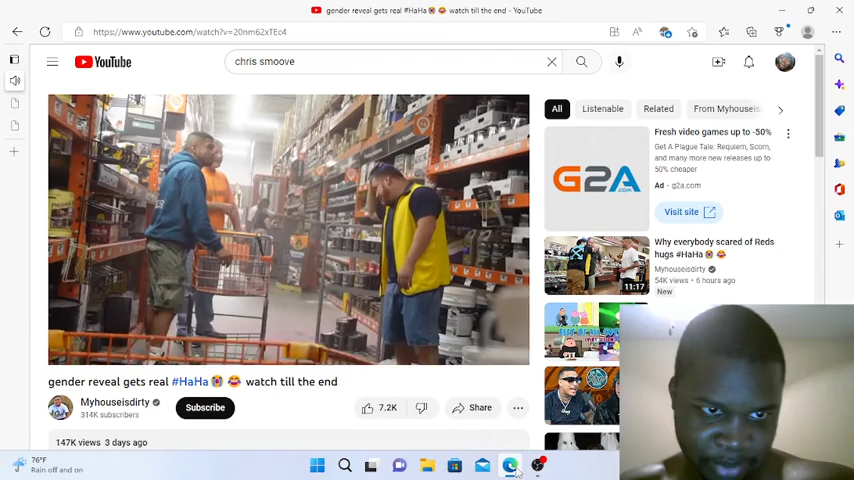 gender reveal gets real #HaHa😭 😂 watch till the end - YouTube
https://www.youtube.com/watch?v=20nm62xTEc4
YouTube
chris smoove
All
Listenable
Related
From Myhouseis
Fresh video games up to -50%
Get A Plague Tale: Requiem, Scorn,
and many more new releases up to
50% cheaper
Ad · g2a.com
Visit site
G2A.COM
Why everybody scared of Reds
hugs #HaHa😭 😂
Myhouseisdirty
54K views • 6 hours ago
New
11:17
gender reveal gets real #HaHa😭 😂 watch till the end
Myhouseisdirty
314K subscribers
Subscribe
7.2K
Share
147K views 3 days ago
76°F
Rain off and on